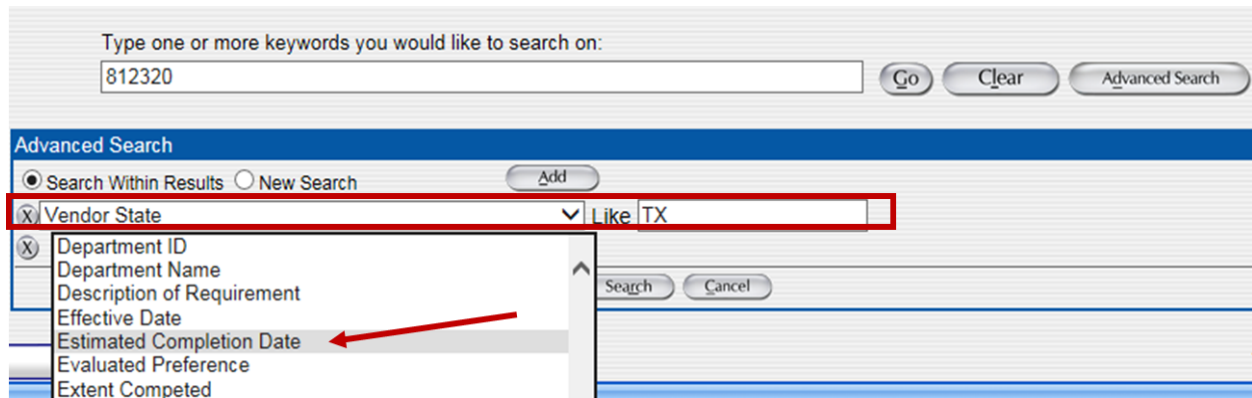 Type one or more keywords you would like to search on:
812320 Go Clear Advanced Search
Advanced Search
Search Within Results New Search Add
X Vendor State Like TX
X Department ID
Department Name
Description of Requirement
Search Cancel
Effective Date
Estimated Completion Date
Evaluated Preference
Extent Competed